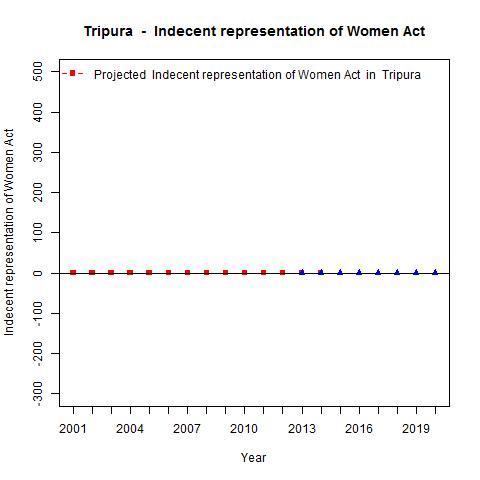 Tripura - Indecent representation of Women Act
Projected Indecent representation of Women Act in Tripura
Indecent representation of Women Act
500
400
300
200
100
0
-100
-200
-300
2001 2004 2007 2010 2013 2016 2019
Year